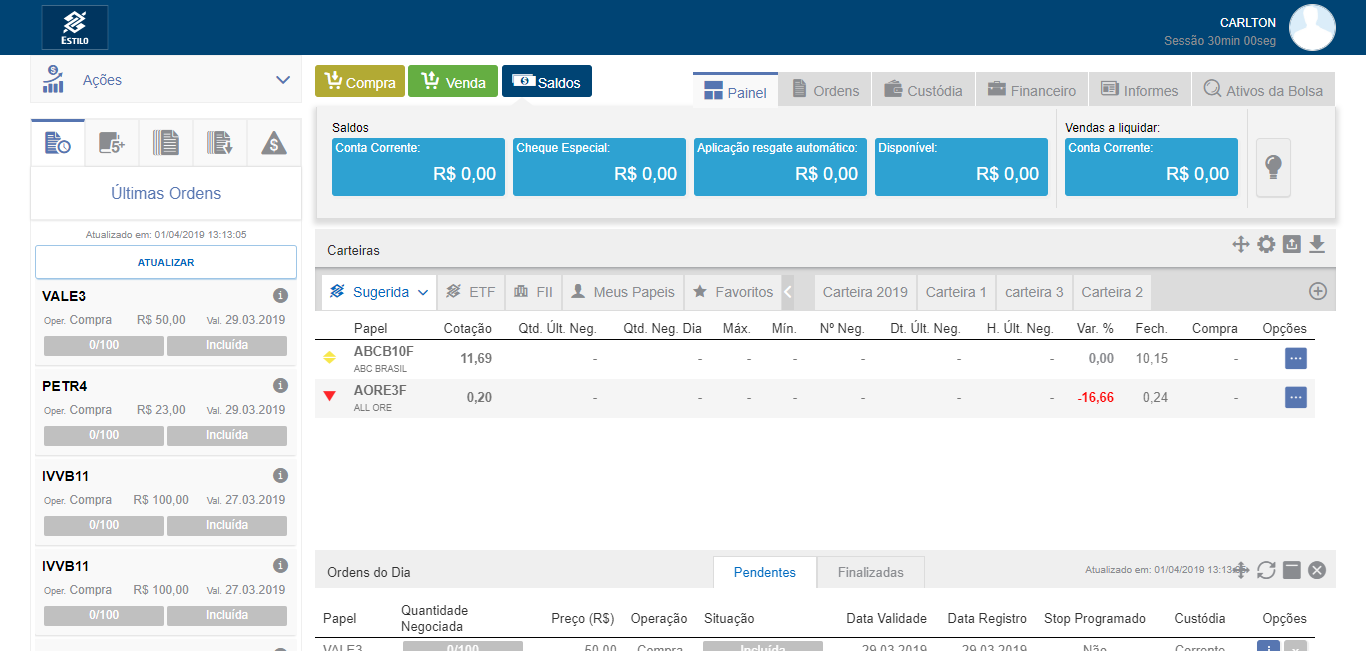 ESTILO
CARLTON
Sessão 30min 00seg
Ações
Compra
Venda
Saldos
Painel
Ordens
Custódia
Financeiro
Informes
Ativos da Bolsa
5+
Últimas Ordens
Atualizado em: 01/04/2019 13:13:05
ATUALIZAR
VALE3
Oper. Compra R$ 50,00 Val. 29.03.2019
0/100 Incluída
PETR4
Oper. Compra R$ 23,00 Val. 29.03.2019
0/100 Incluída
IVVB11
Oper. Compra R$ 100,00 Val. 27.03.2019
0/100 Incluída
IVVB11
Oper. Compra R$ 100,00 Val. 27.03.2019
0/100 Incluída
Saldos
Conta Corrente:
R$ 0,00
Cheque Especial:
R$ 0,00
Aplicação resgate automático:
R$ 0,00
Disponível:
R$ 0,00
Vendas a liquidar:
Conta Corrente:
R$ 0,00
Carteiras
Sugerida ETF FII Meus Papeis Favoritos Carteira 2019 Carteira 1 carteira 3 Carteira 2
Papel Cotação Qtd. Últ. Neg. Qtd. Neg. Dia Máx. Mín. Nº Neg. Dt. Últ. Neg. H. Últ. Neg. Var. % Fech. Compra Opções
ABCB10F 11,69 - - - - - - - 0,00 10,15 - ...
ABC BRASIL
AORE3F 0,20 - - - - - - - -16,66 0,24 - ...
ALL ORE
Ordens do Dia
Pendentes
Finalizadas
Atualizado em: 01/04/2019 13:13:
Papel Quantidade Negociada Preço (R$) Operação Situação Data Validade Data Registro Stop Programado Custódia Opções
VALE3 0/100 50,00 Compra Incluída 29.03.2019 29.03.2019 Não Corrente